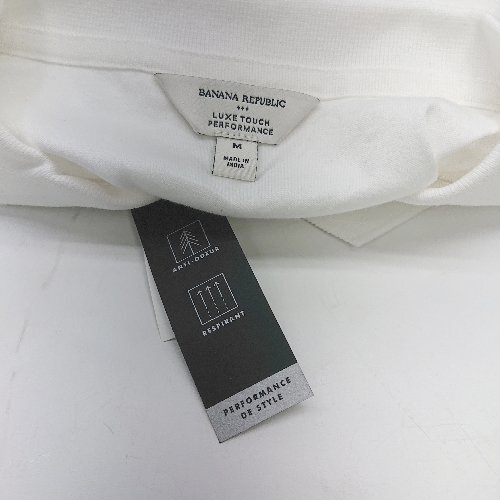 BANANA REPUBLIC
LUXE TOUCH
PERFORMANCE
M
MADE IN
INDIA
ANTI-ODEUR
RESPIRANT
PERFORMANCE
DE STYLE